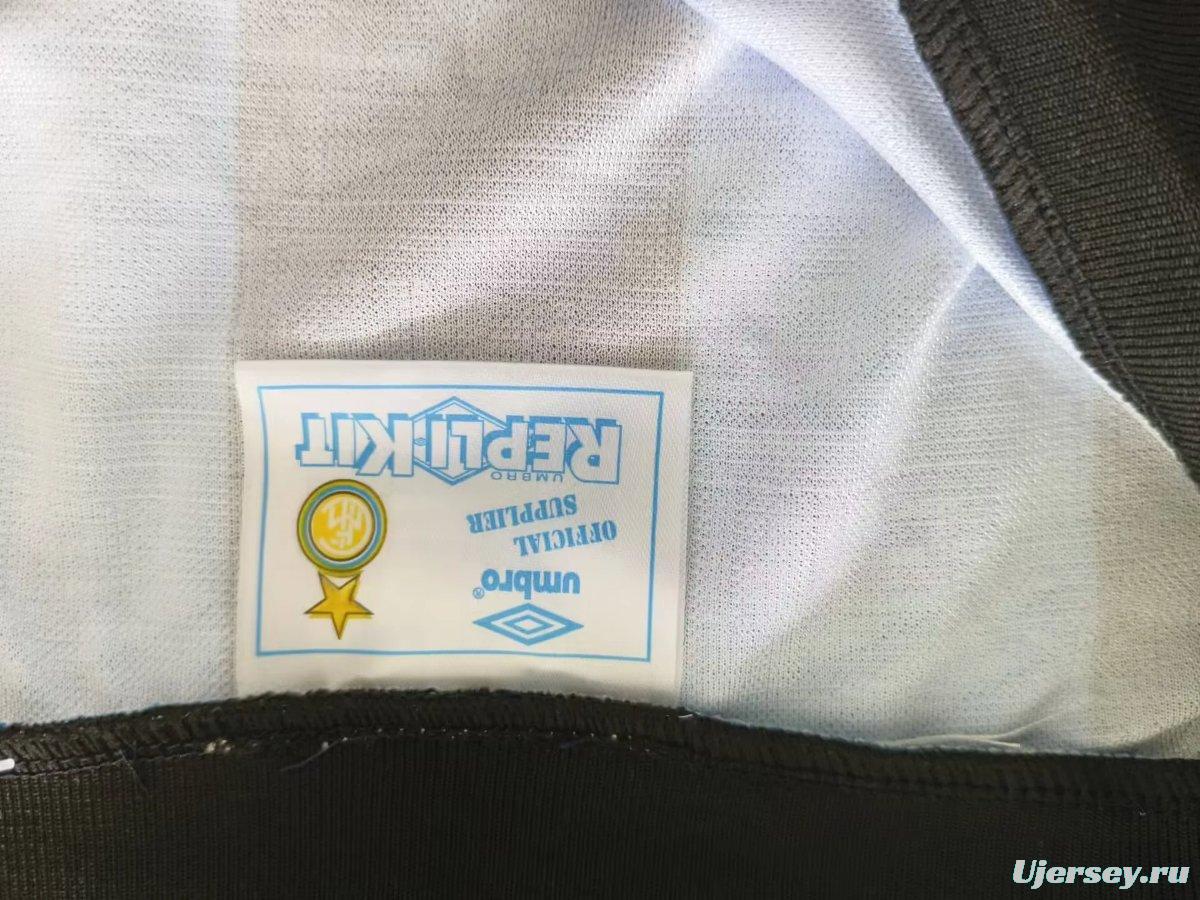 umbro®
OFFICIAL
SUPPLIER
UMBRO
REPLI-KIT
Ujersey.ru